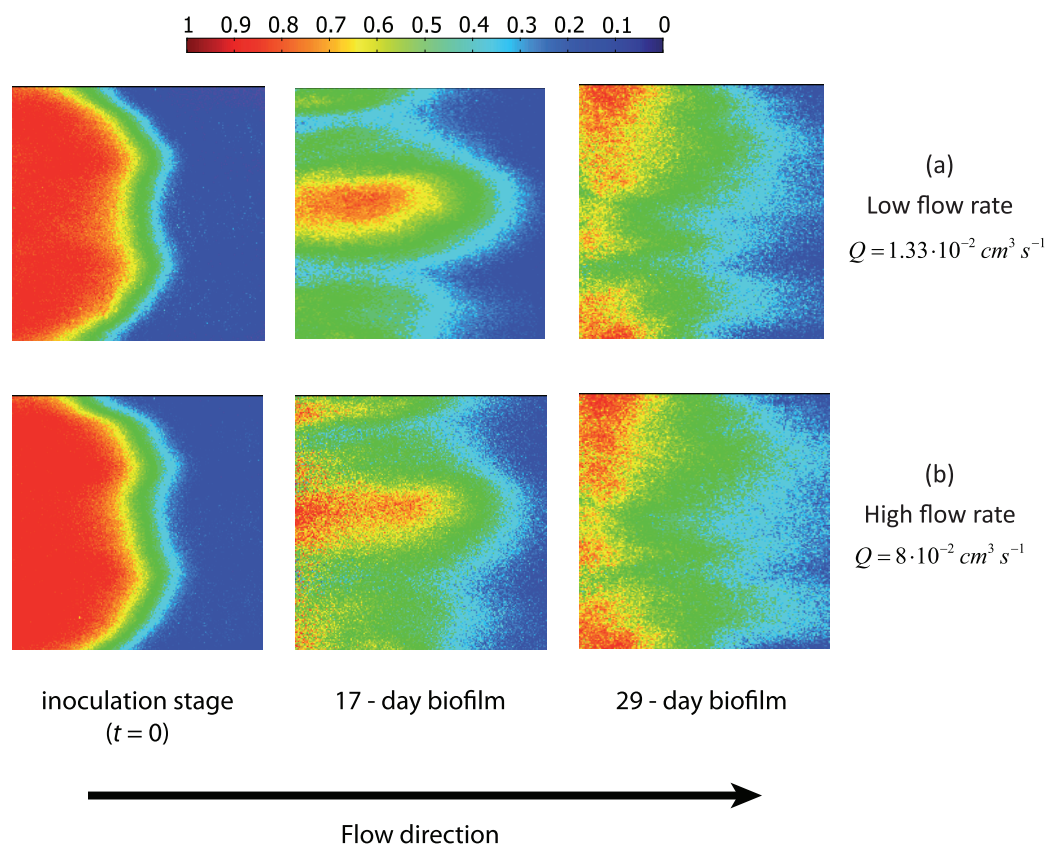 1 0.9 0.8 0.7 0.6 0.5 0.4 0.3 0.2 0.1 0
(a)
Low flow rate
Q = 1.33·10⁻² cm³ s⁻¹
(b)
High flow rate
Q = 8·10⁻² cm³ s⁻¹
inoculation stage
(t = 0)
17 - day biofilm
29 - day biofilm
Flow direction